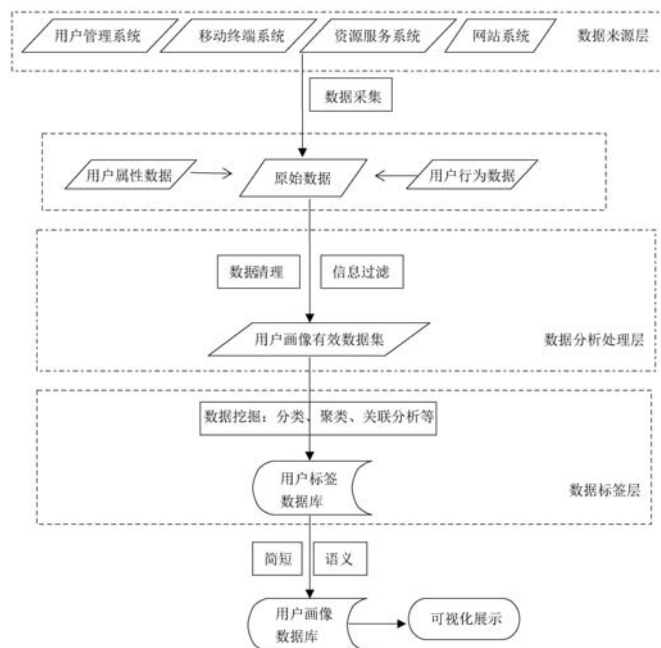 用户管理系统
移动终端系统
资源服务系统
网站系统
数据来源层
数据采集
用户属性数据
原始数据
用户行为数据
数据清理
信息过滤
用户画像有效数据集
数据分析处理层
数据挖掘：分类、聚类、关联分析等
用户标签
数据库
数据标签层
简短
语义
用户画像
数据库
可视化展示